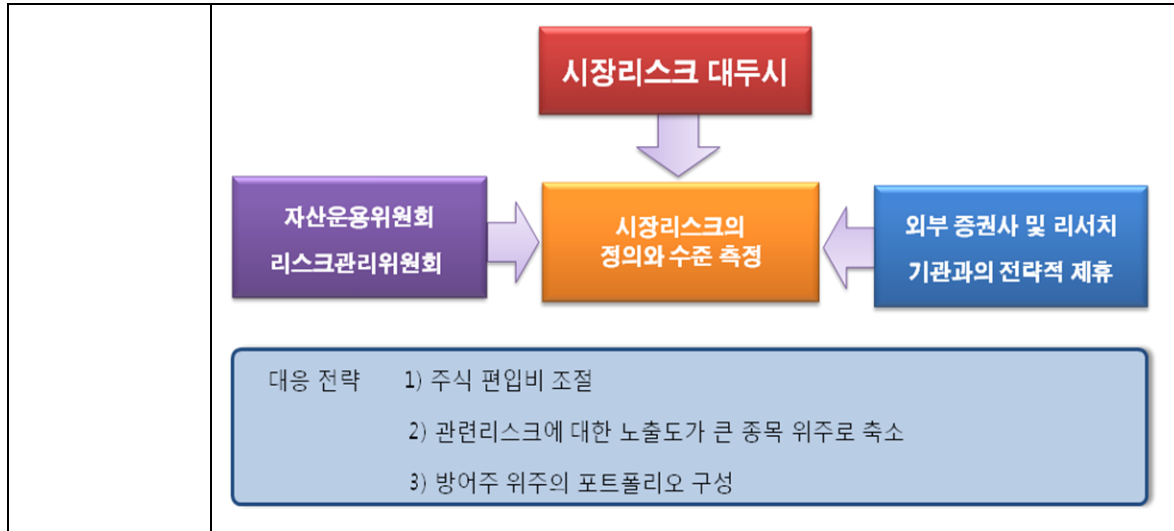 시장리스크 대두시
자산운용위원회
리스크관리위원회
시장리스크의
정의와 수준 측정
외부 증권사 및 리서치
기관과의 전략적 제휴
대응 전략 1) 주식 편입비 조절
2) 관련리스크에 대한 노출도가 큰 종목 위주로 축소
3) 방어주 위주의 포트폴리오 구성